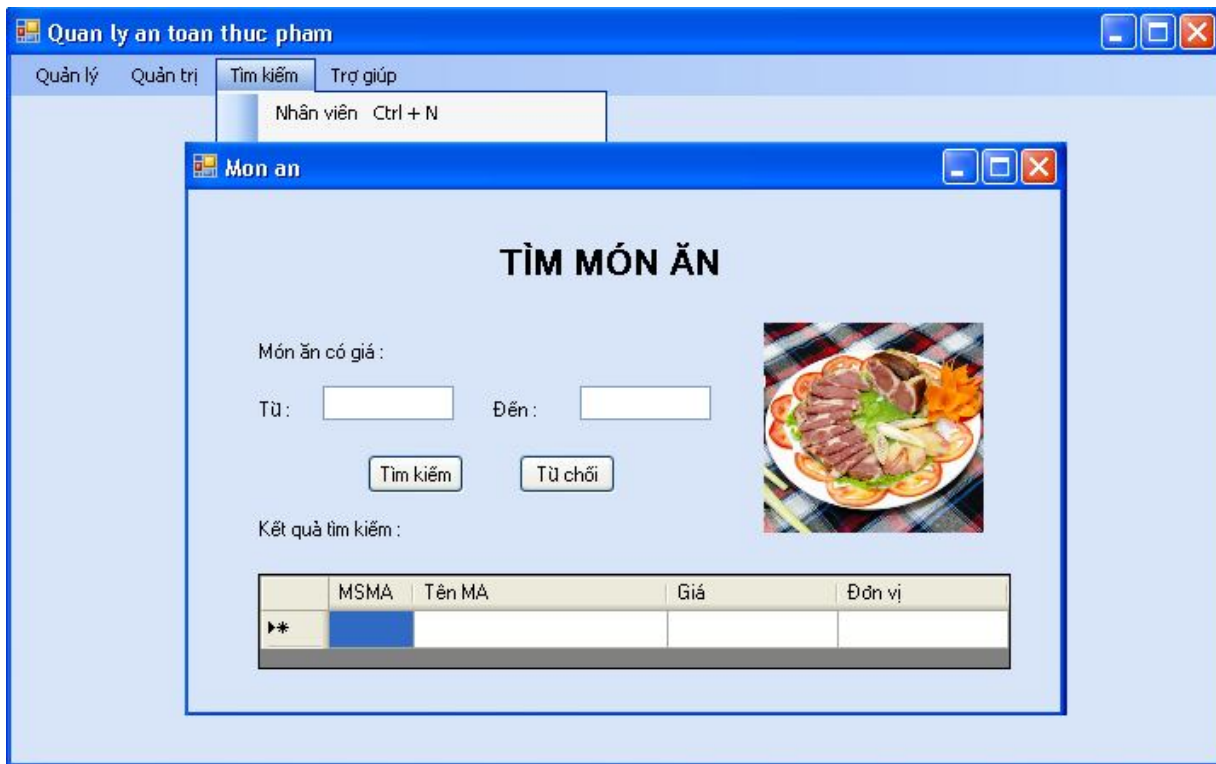 Quan ly an toan thuc pham
Quản lý Quản trị Tìm kiếm Trợ giúp
Nhân viên Ctrl + N
Mon an
TÌM MÓN ĂN
Món ăn có giá :
Từ : Đến :
Tìm kiếm Từ chối
Kết quả tìm kiếm :
MSMA Tên MA Giá Đơn vị